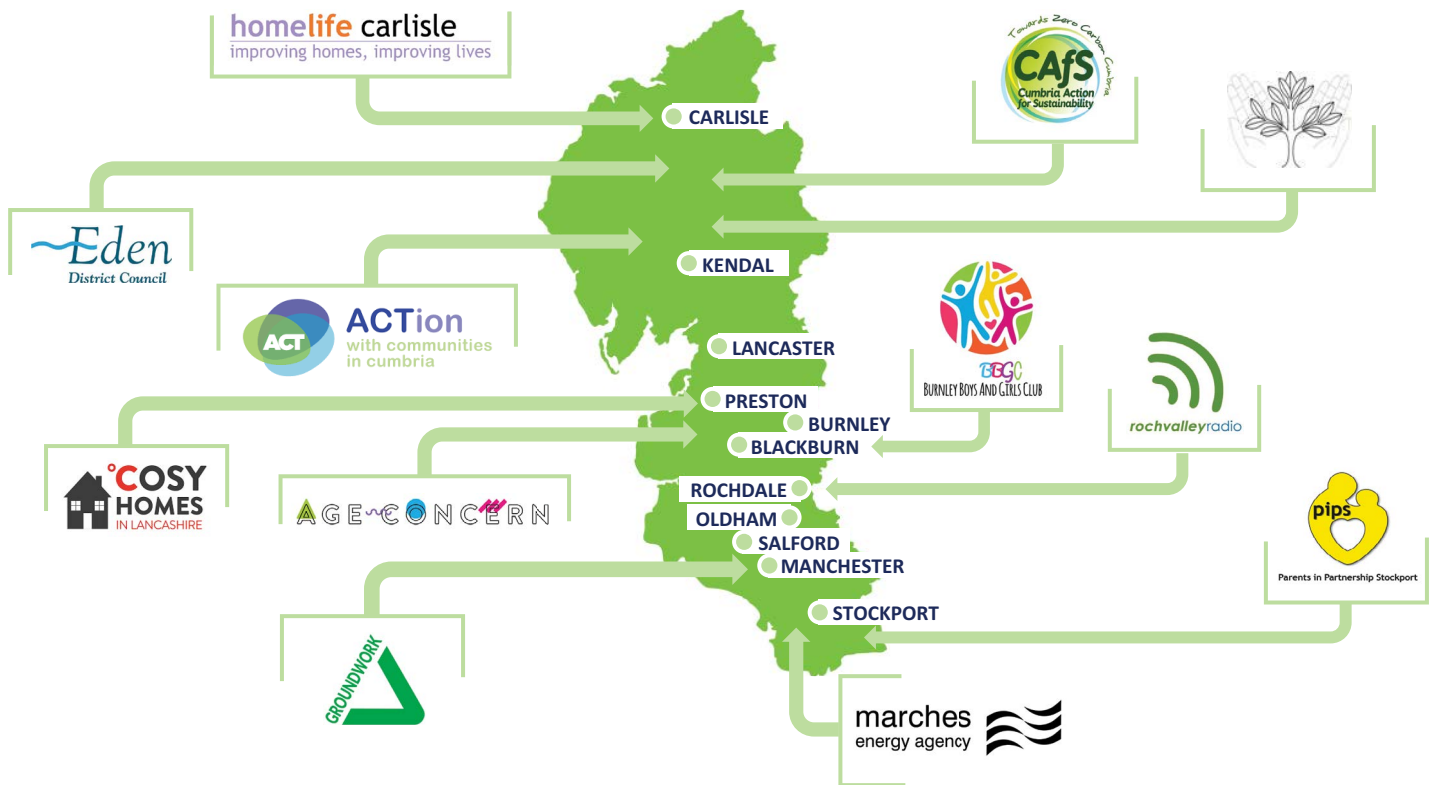 homelife carlisle
improving homes, improving lives
Towards Zero Carbon Cumbria
CAfS
Cumbria Action
for Sustainability
CARLISLE
Eden
District Council
KENDAL
ACT
ACTion
with communities
in cumbria
LANCASTER
BBGC
BURNLEY BOYS AND GIRLS CLUB
PRESTON
BURNLEY
BLACKBURN
rochvalleyradio
°COSY
HOMES
IN LANCASHIRE
AGE CONCERN
ROCHDALE
OLDHAM
SALFORD
MANCHESTER
pips
Parents in Partnership Stockport
STOCKPORT
GROUNDWORK
marches
energy agency